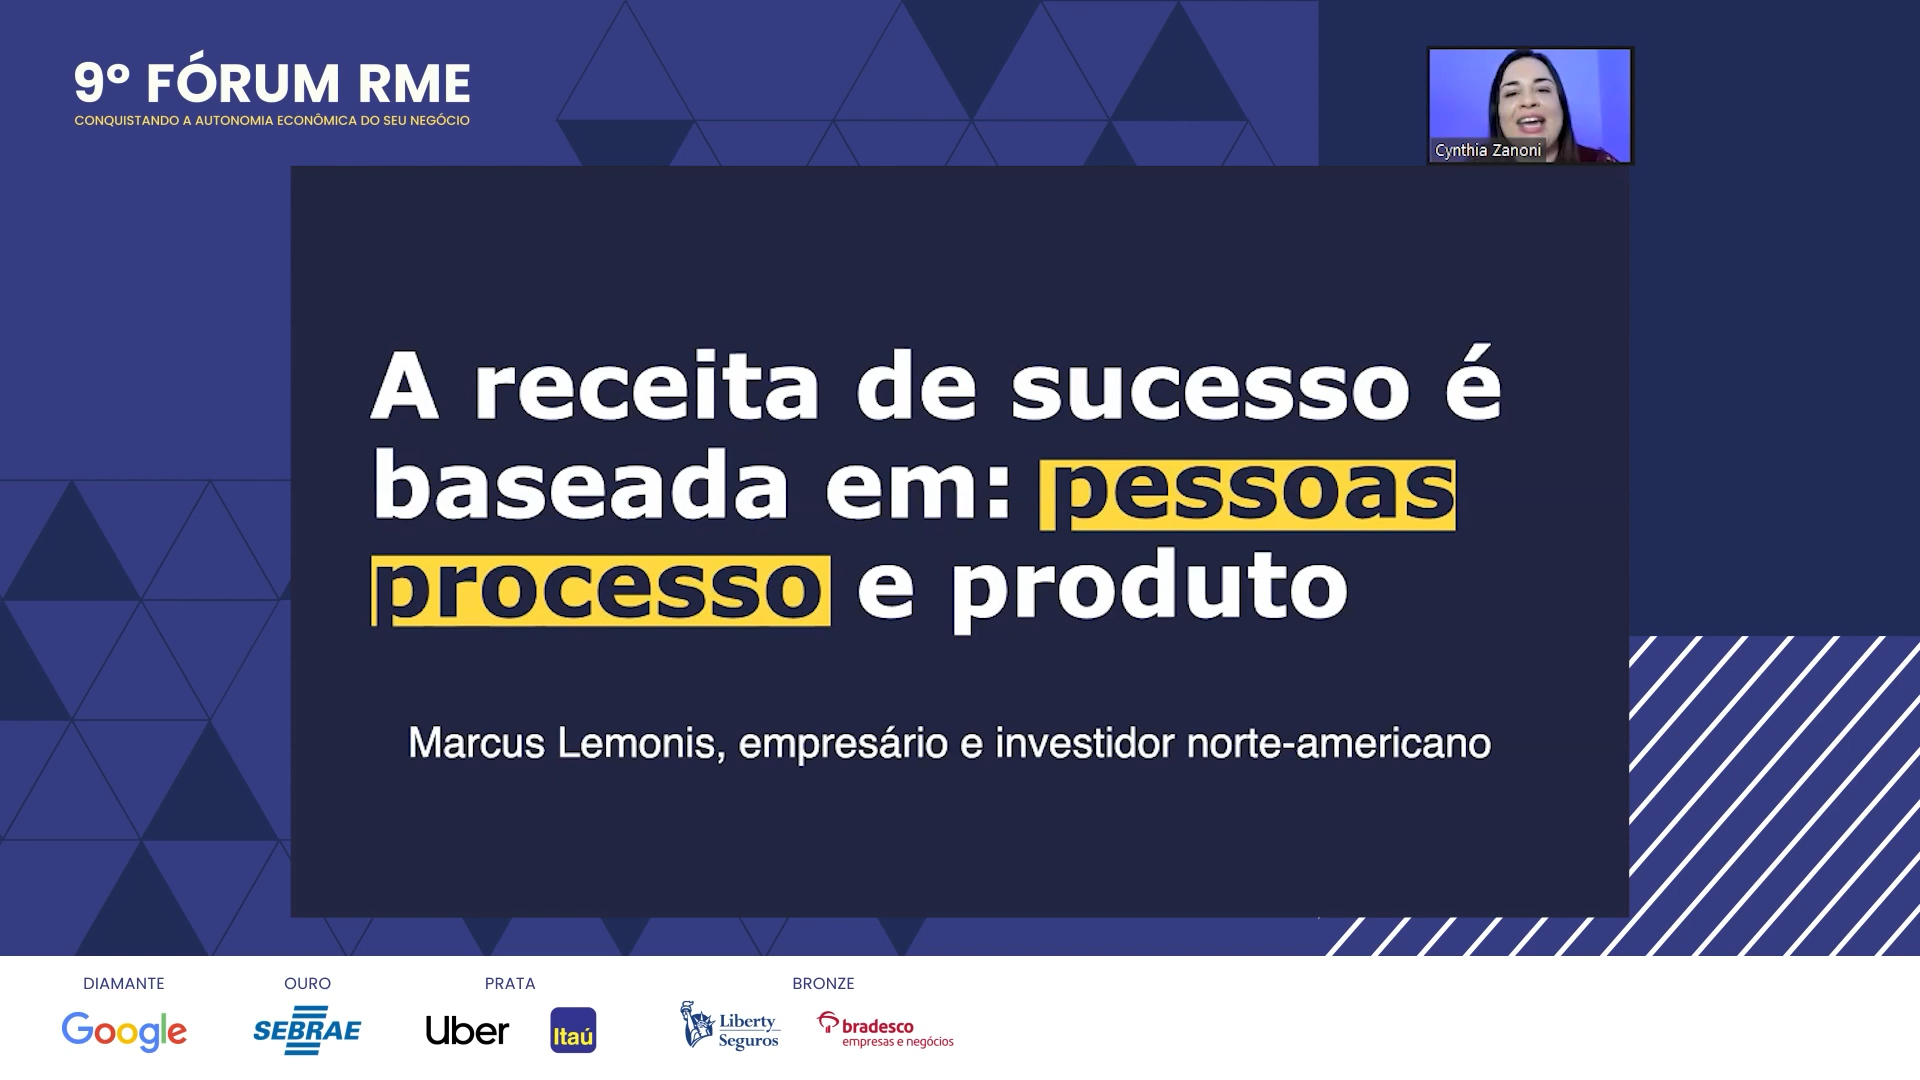 9º FÓRUM RME
CONQUISTANDO A AUTONOMIA ECONÔMICA DO SEU NEGÓCIO
Cynthia Zanoni
A receita de sucesso é
baseada em: pessoas
processo e produto
Marcus Lemonis, empresário e investidor norte-americano
DIAMANTE
OURO
PRATA
BRONZE
Google
SEBRAE
Uber
Itaú
Liberty
Seguros
bradesco
empresas e negócios